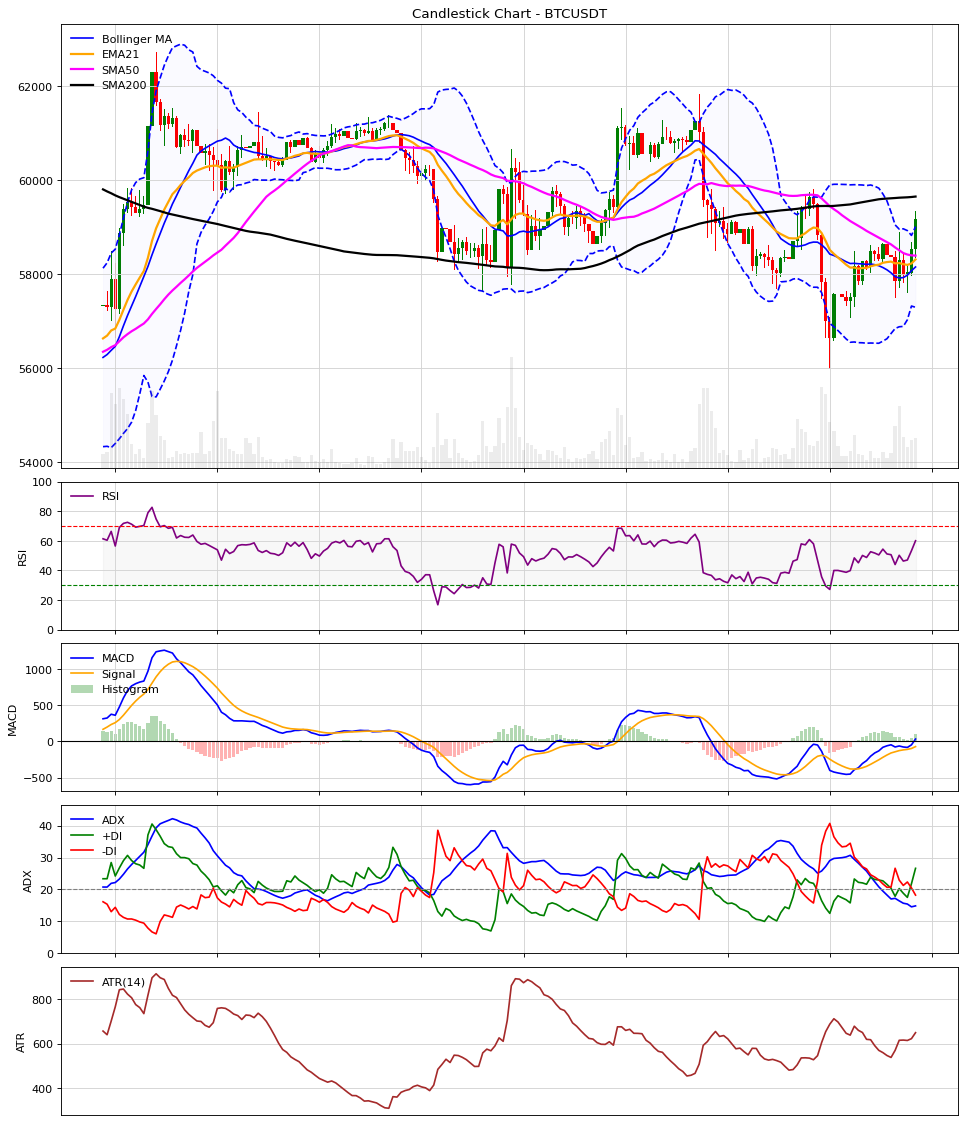 Candlestick Chart - BTCUSDT
Bollinger MA
EMA21
SMA50
SMA200
62000
60000
58000
56000
54000
RSI
RSI
100
80
60
40
20
0
MACD
Signal
Histogram
MACD
1000
500
0
−500
ADX
+DI
-DI
ADX
40
30
20
10
0
ATR(14)
ATR
800
600
400